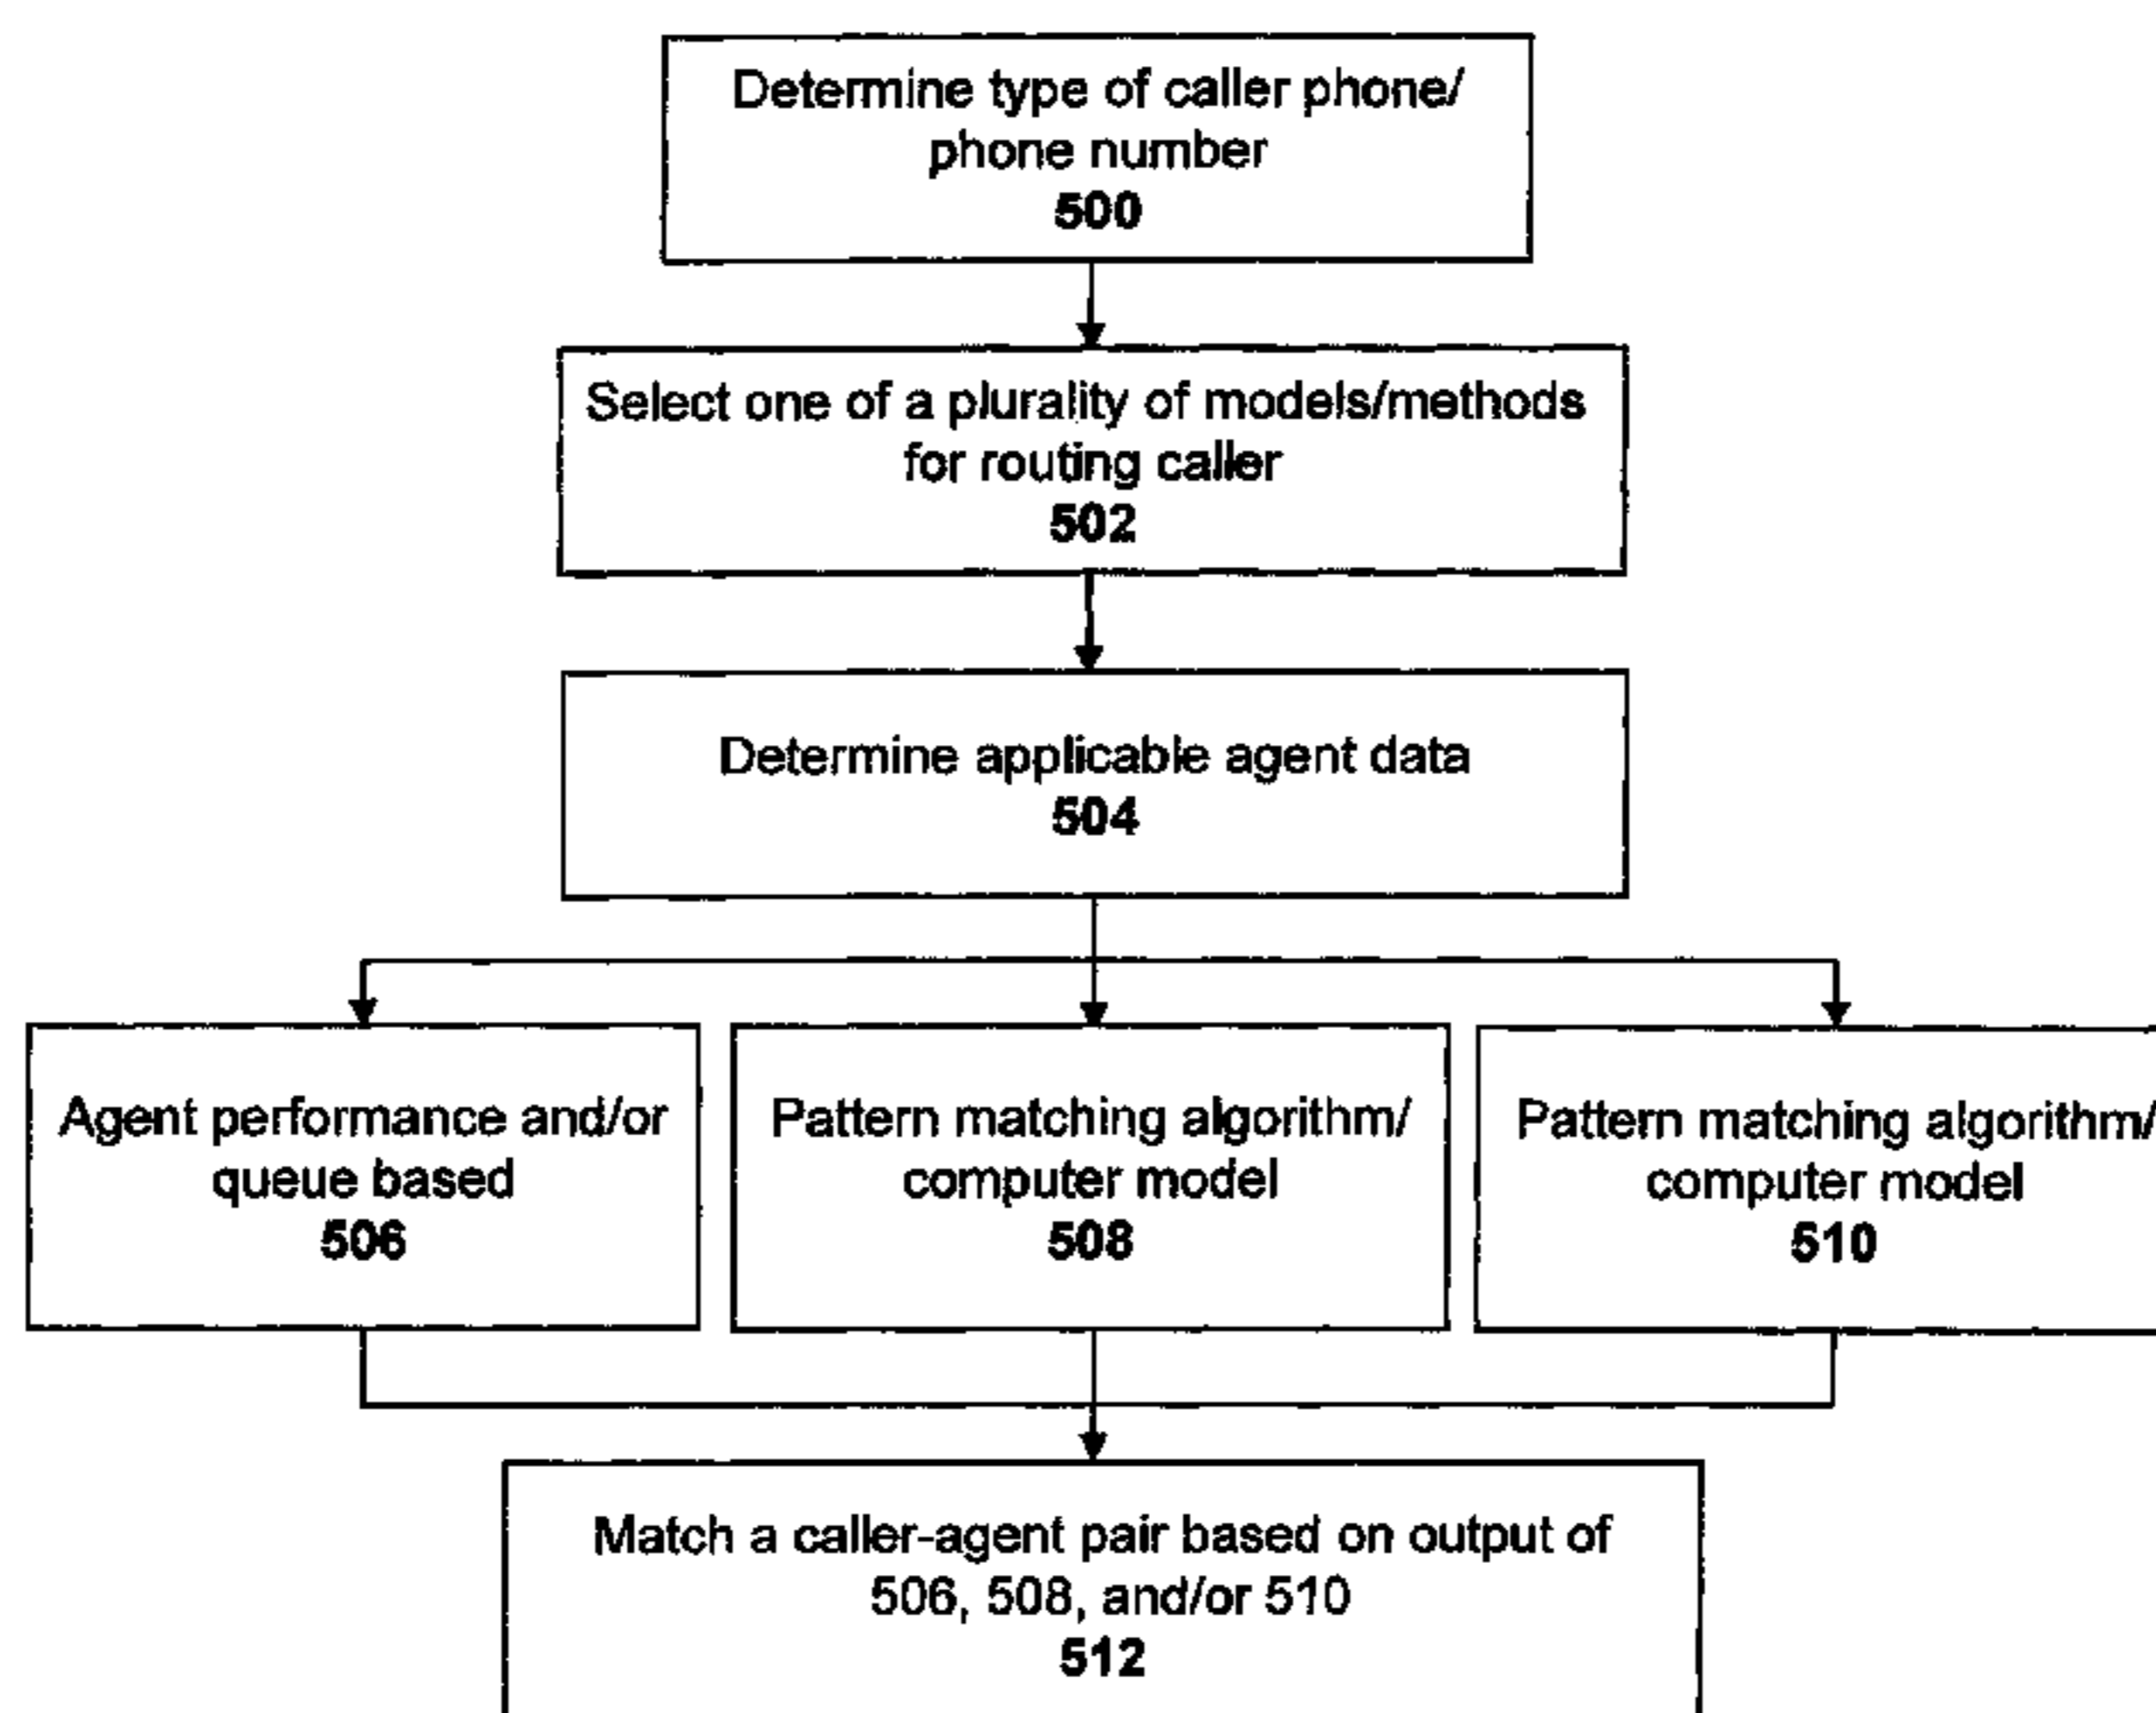 Determine type of caller phone/
phone number
500
Select one of a plurality of models/methods
for routing caller
502
Determine applicable agent data
504
Agent performance and/or
queue based
506
Pattern matching algorithm/
computer model
508
Pattern matching algorithm/
computer model
510
Match a caller-agent pair based on output of
506, 508, and/or 510
512